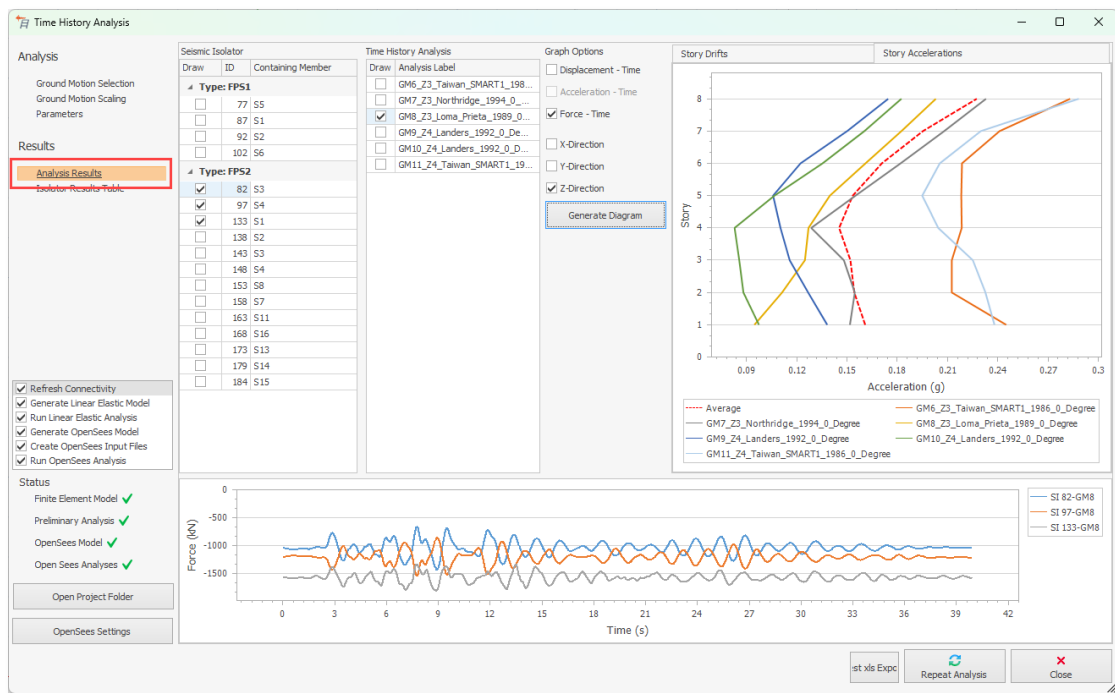 Time History Analysis
Analysis
Ground Motion Selection
Ground Motion Scaling
Parameters
Results
Analysis Results
Isolator Results Table
Refresh Connectivity
Generate Linear Elastic Model
Run Linear Elastic Analysis
Generate OpenSees Model
Create OpenSees Input Files
Run OpenSees Analysis
Status
Finite Element Model
Preliminary Analysis
OpenSees Model
Open Sees Analyses
Open Project Folder
OpenSees Settings
Seismic Isolator
Draw ID Containing Member
Type: FPS1
77 S5
87 S1
92 S2
102 S6
Type: FPS2
82 S3
97 S4
133 S1
138 S2
143 S3
148 S4
153 S8
158 S7
163 S11
168 S16
173 S13
179 S14
184 S15
Time History Analysis
Draw Analysis Label
GM6_Z3_Taiwan_SMART1_198...
GM7_Z3_Northridge_1994_0_...
GM8_Z3_Loma_Prieta_1989_0...
GM9_Z4_Landers_1992_0_De...
GM10_Z4_Landers_1992_0_D...
GM11_Z4_Taiwan_SMART1_19...
Graph Options
Displacement - Time
Acceleration - Time
Force - Time
X-Direction
Y-Direction
Z-Direction
Generate Diagram
Story Drifts
Story Accelerations
Story
8
7
6
5
4
3
2
1
0
0.09 0.12 0.15 0.18 0.21 0.24 0.27 0.3
Acceleration (g)
Average
GM6_Z3_Taiwan_SMART1_1986_0_Degree
GM7_Z3_Northridge_1994_0_Degree
GM8_Z3_Loma_Prieta_1989_0_Degree
GM9_Z4_Landers_1992_0_Degree
GM10_Z4_Landers_1992_0_Degree
GM11_Z4_Taiwan_SMART1_1986_0_Degree
Force (kN)
0
-500
-1000
-1500
0 3 6 9 12 15 18 21 24 27 30 33 36 39 42
Time (s)
SI 82-GM8
SI 97-GM8
SI 133-GM8
st xls Expo
Repeat Analysis
Close